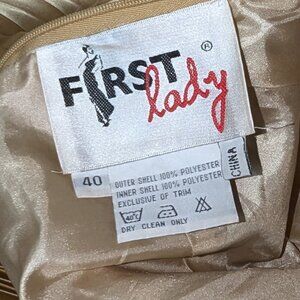 FIRST
lady
®
40
OUTER SHELL 100% POLYESTER
INNER SHELL 100% POLYESTER
EXCLUSIVE OF TRIM
40°C
DRY CLEAN ONLY
CHINA